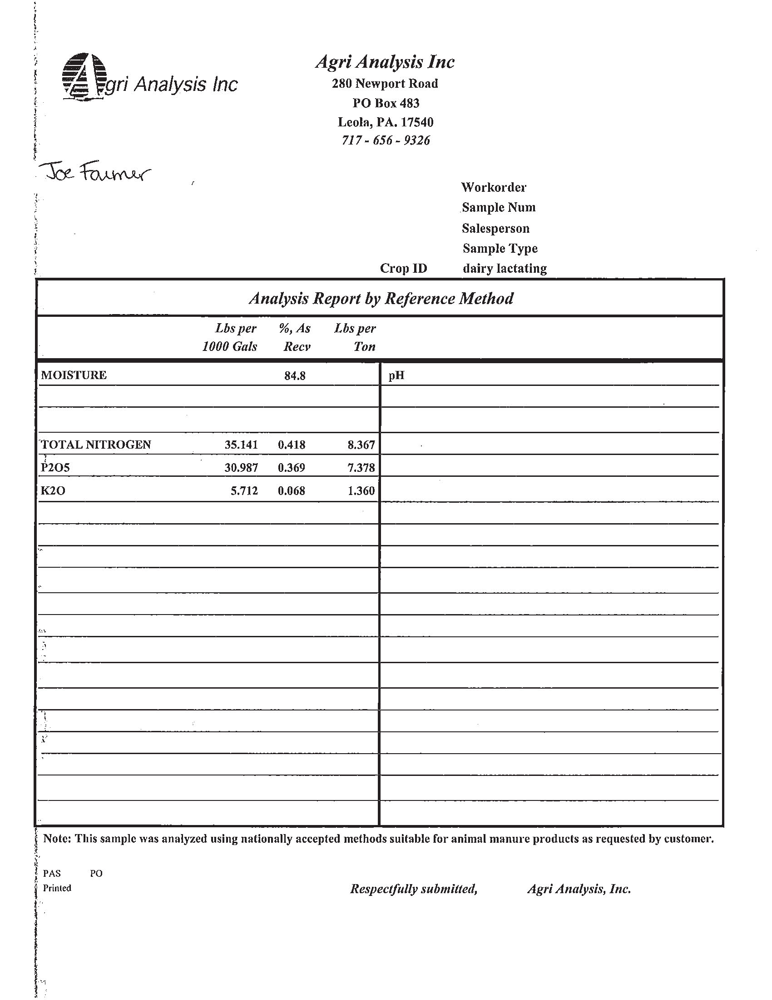 Agri Analysis Inc
Agri Analysis Inc
280 Newport Road
PO Box 483
Leola, PA. 17540
717 - 656 - 9326
Joe Farmer
Workorder
Sample Num
Salesperson
Sample Type
Crop ID dairy lactating
Analysis Report by Reference Method
Lbs per %, As Lbs per
1000 Gals Recv Ton
MOISTURE 84.8 pH
TOTAL NITROGEN 35.141 0.418 8.367
P2O5 30.987 0.369 7.378
K2O 5.712 0.068 1.360
Note: This sample was analyzed using nationally accepted methods suitable for animal manure products as requested by customer.
PAS PO
Printed Respectfully submitted, Agri Analysis, Inc.